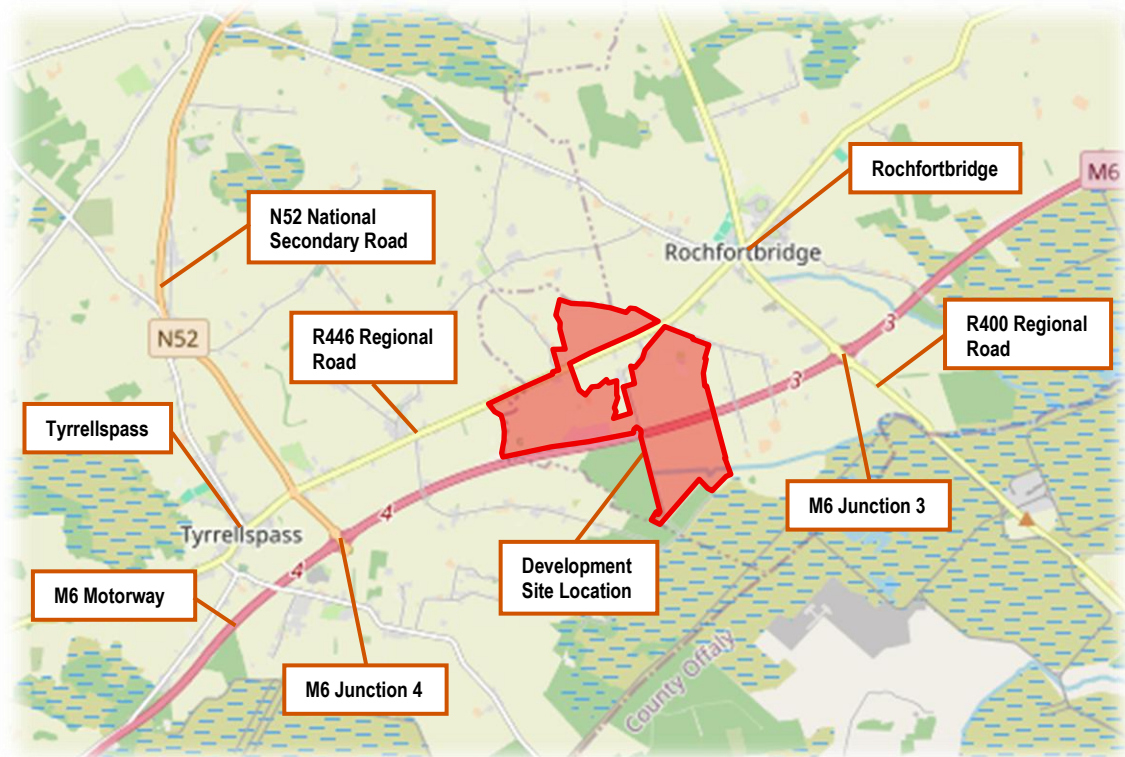 Rochfortbridge
M6
N52 National
Secondary Road
Rochfortbridge
R446 Regional
Road
R400 Regional
Road
N52
3
3
Tyrrellspass
4
M6 Junction 3
Tyrrellspass
Development
Site Location
4
M6 Motorway
M6 Junction 4
County Offaly